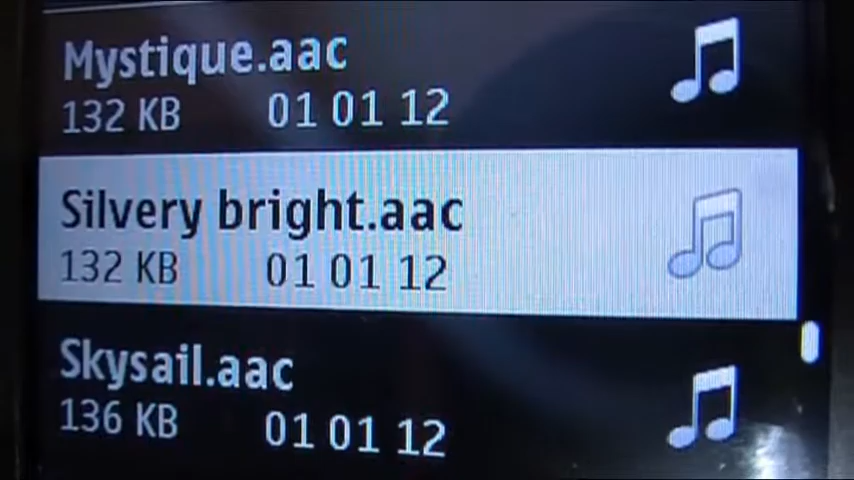 Mystique.aac
132 KB 01 01 12
Silvery bright.aac
132 KB 01 01 12
Skysail.aac
136 KB 01 01 12